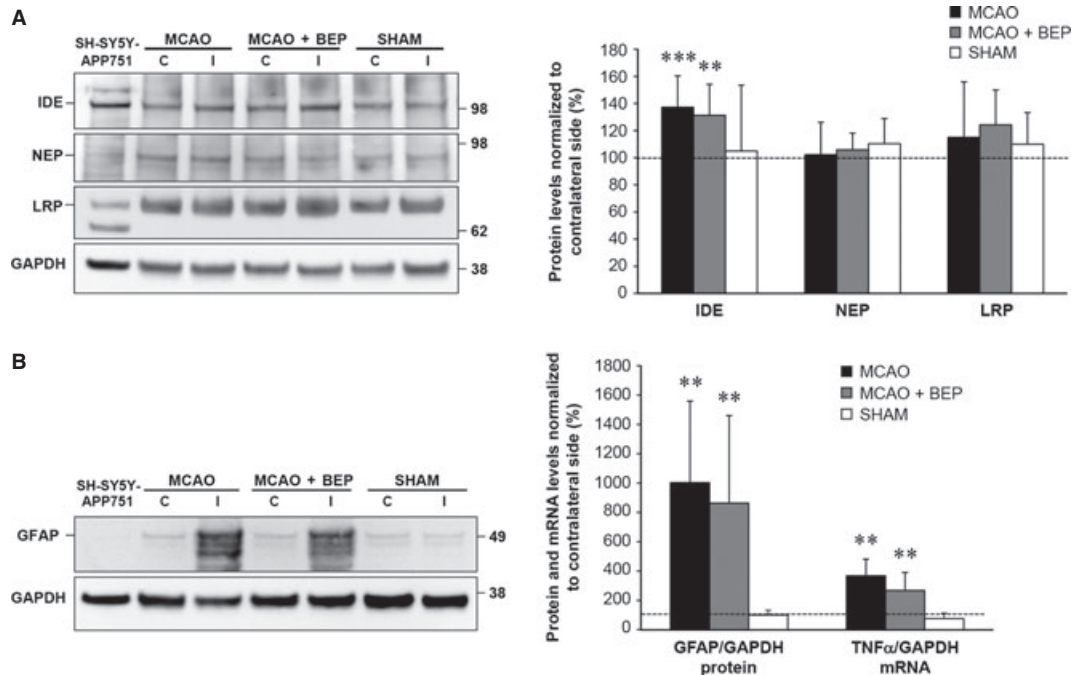 A
SH-SY5Y-
APP751
MCAO
MCAO + BEP
SHAM
C I C I C I
IDE
98
NEP
98
LRP
62
GAPDH
38
MCAO
MCAO + BEP
SHAM
Protein levels normalized to
contralateral side (%)
180
160
140
120
100
80
60
40
20
0
*** **
IDE NEP LRP
B
SH-SY5Y-
APP751
MCAO
MCAO + BEP
SHAM
C I C I C I
GFAP
49
GAPDH
38
MCAO
MCAO + BEP
SHAM
Protein and mRNA levels normalized
to contralateral side (%)
1800
1600
1400
1200
1000
800
600
400
200
0
** **
** **
GFAP/GAPDH
protein
TNFα/GAPDH
mRNA